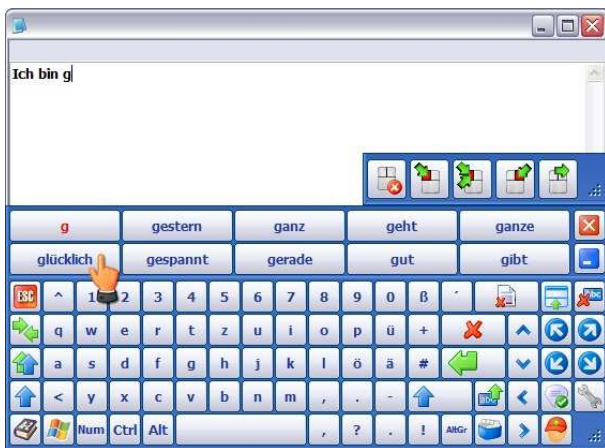 Ich bin g
g gestern ganz geht ganze
glücklich gespannt gerade gut gibt
ESC ^ 1 2 3 4 5 6 7 8 9 0 ß ´
q w e r t z u i o p ü +
a s d f g h j k l ö ä #
< y x c v b n m , . -
Num Ctrl Alt , ? . ! AltGr